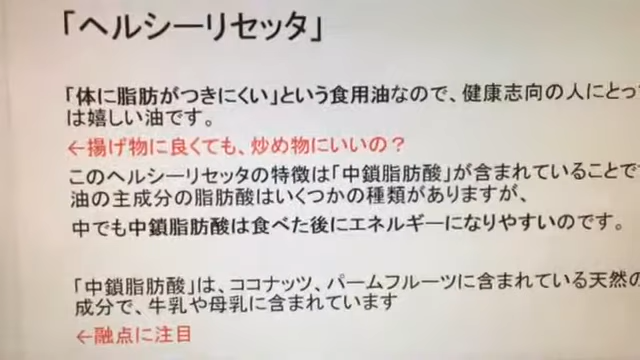 「ヘルシーリセッタ」
「体に脂肪がつきにくい」という食用油なので、健康志向の人にとっ
は嬉しい油です。
←揚げ物に良くても、炒め物にいいの？
このヘルシーリセッタの特徴は「中鎖脂肪酸」が含まれていることで
油の主成分の脂肪酸はいくつかの種類がありますが、
中でも中鎖脂肪酸は食べた後にエネルギーになりやすいのです。
「中鎖脂肪酸」は、ココナッツ、パームフルーツに含まれている天然の
成分で、牛乳や母乳に含まれています
←融点に注目